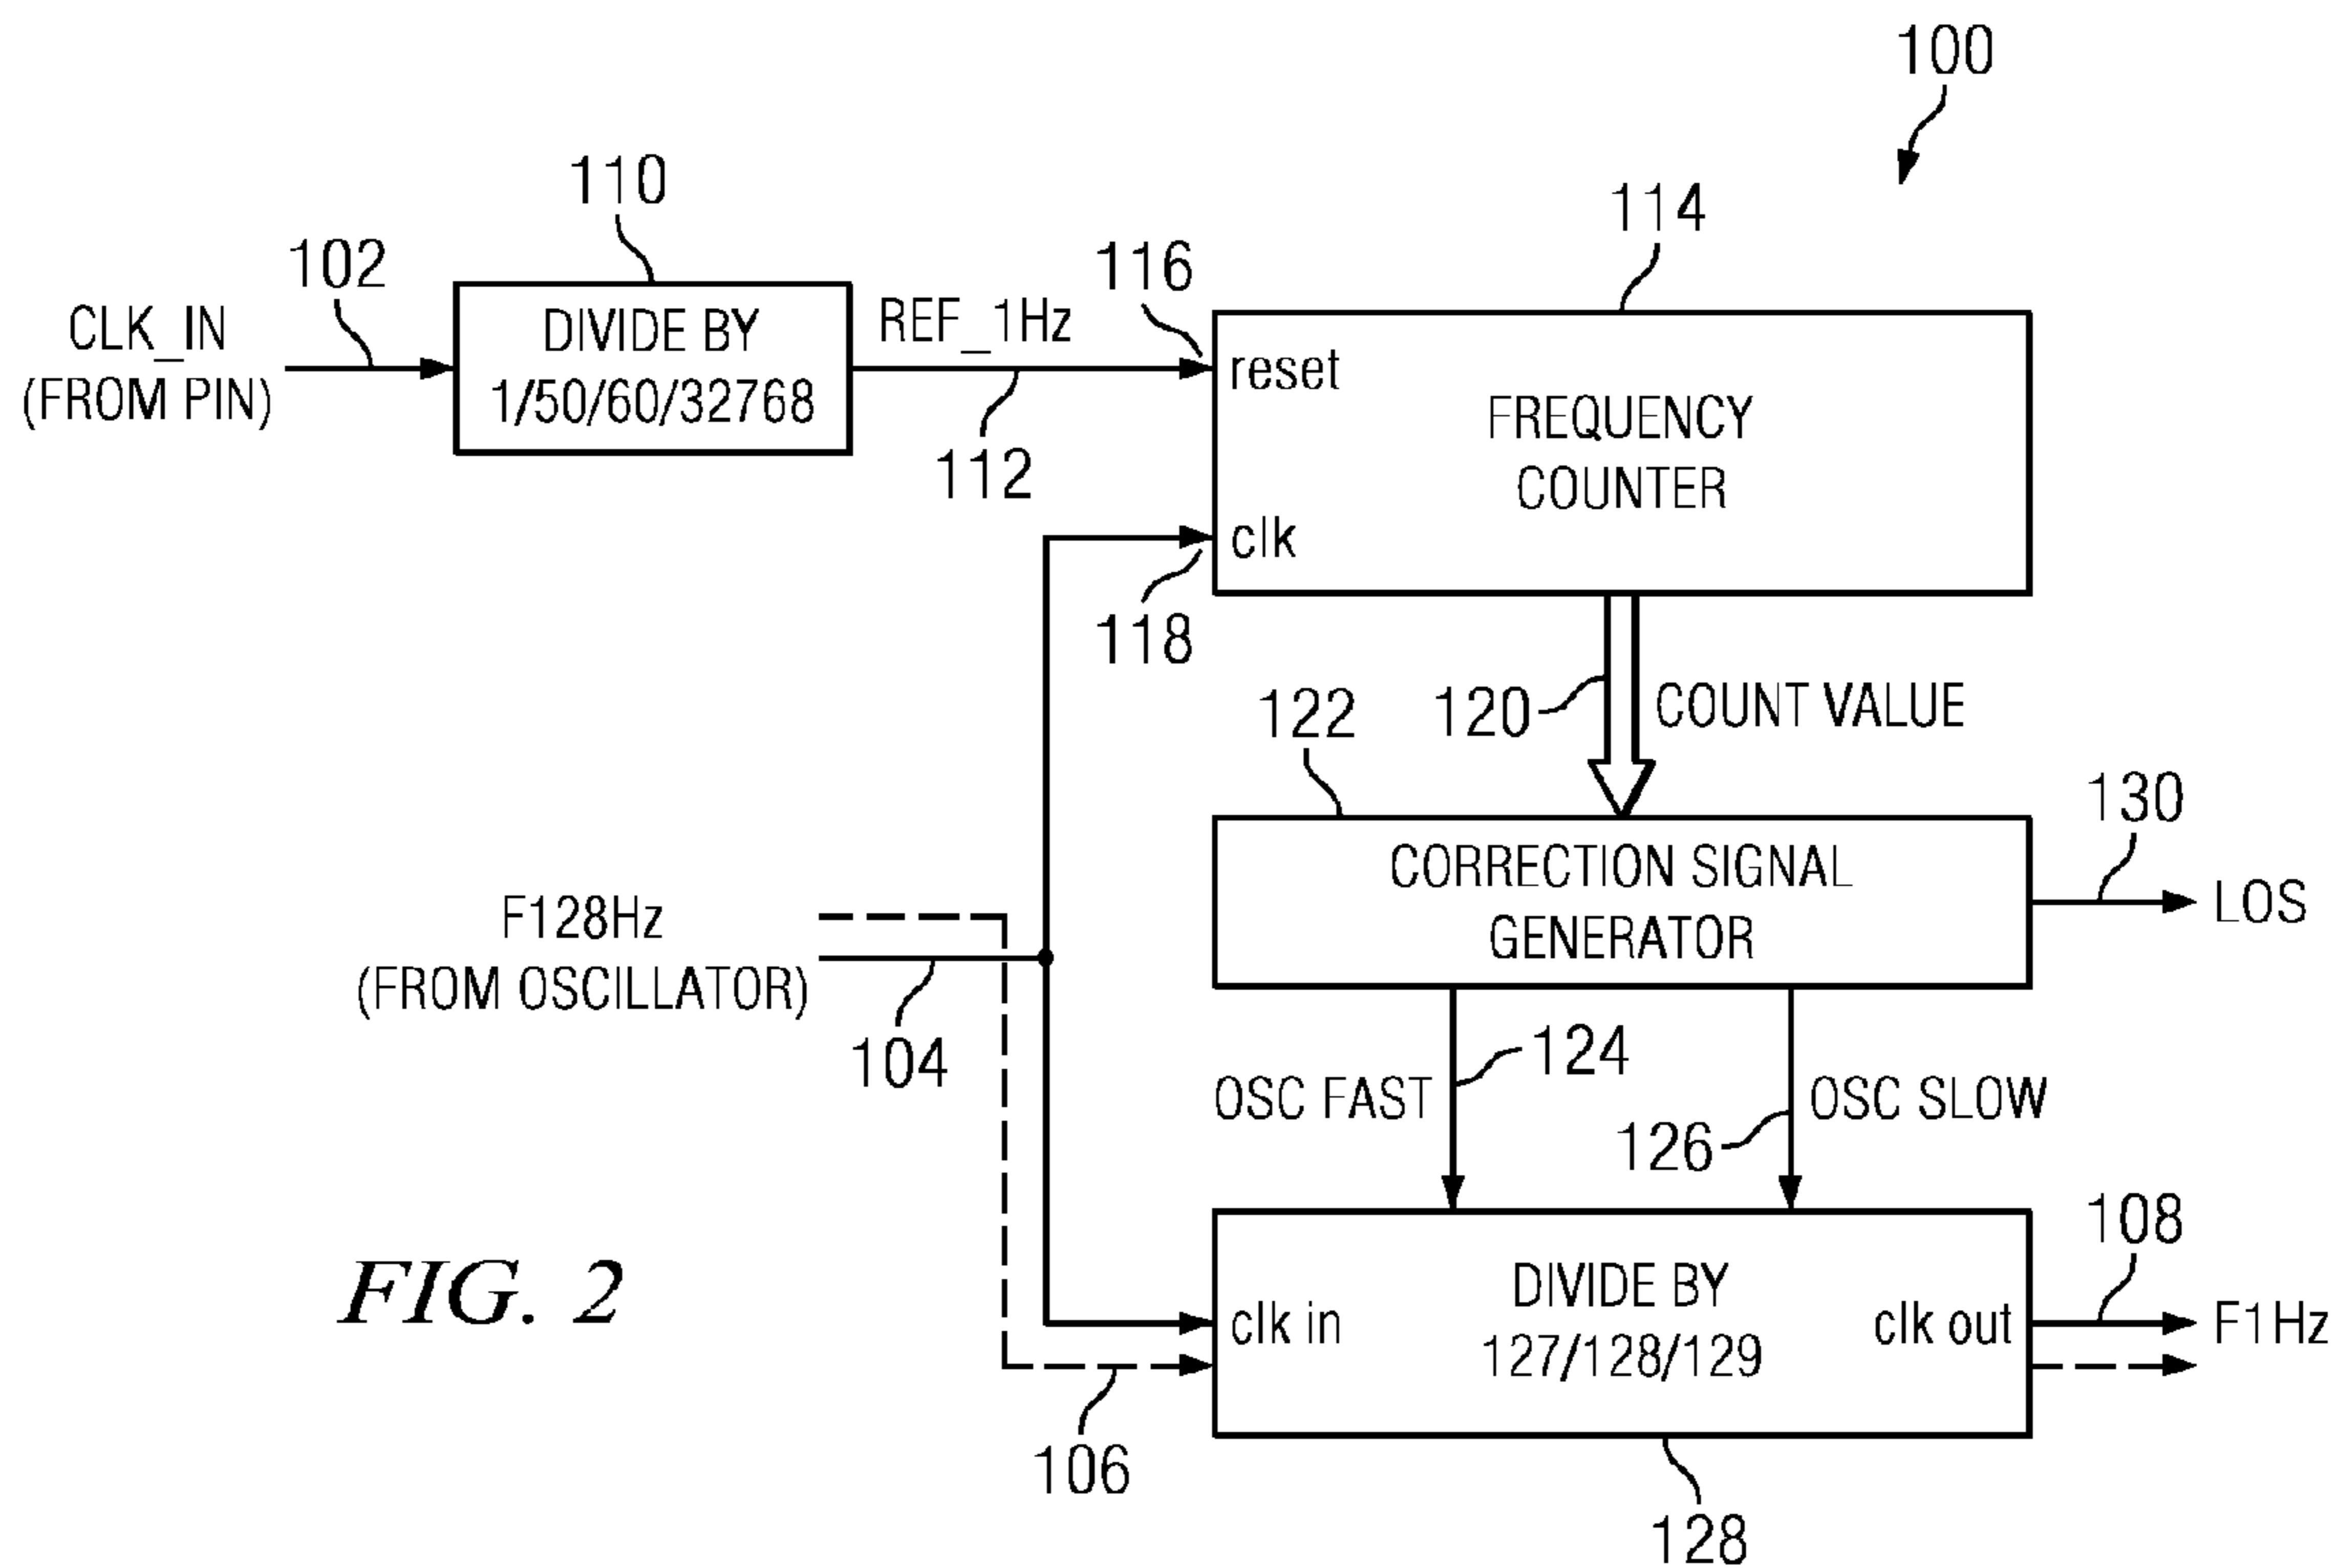 100
110
102
CLK_IN
(FROM PIN)
DIVIDE BY
1/50/60/32768
REF_1Hz
112
116
114
reset
FREQUENCY
COUNTER
clk
118
120
COUNT VALUE
122
CORRECTION SIGNAL
GENERATOR
130
LOS
F128Hz
(FROM OSCILLATOR)
104
OSC FAST
124
126
OSC SLOW
108
clk in
DIVIDE BY
127/128/129
clk out
F1Hz
106
128
FIG. 2